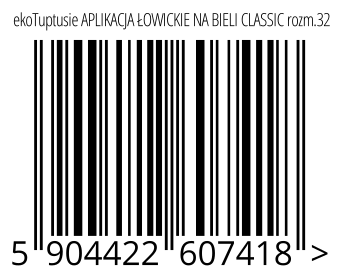 ekoTuptusie APLIKACJA ŁOWICKIE NA BIELI CLASSIC rozm.32
5 904422 607418 >